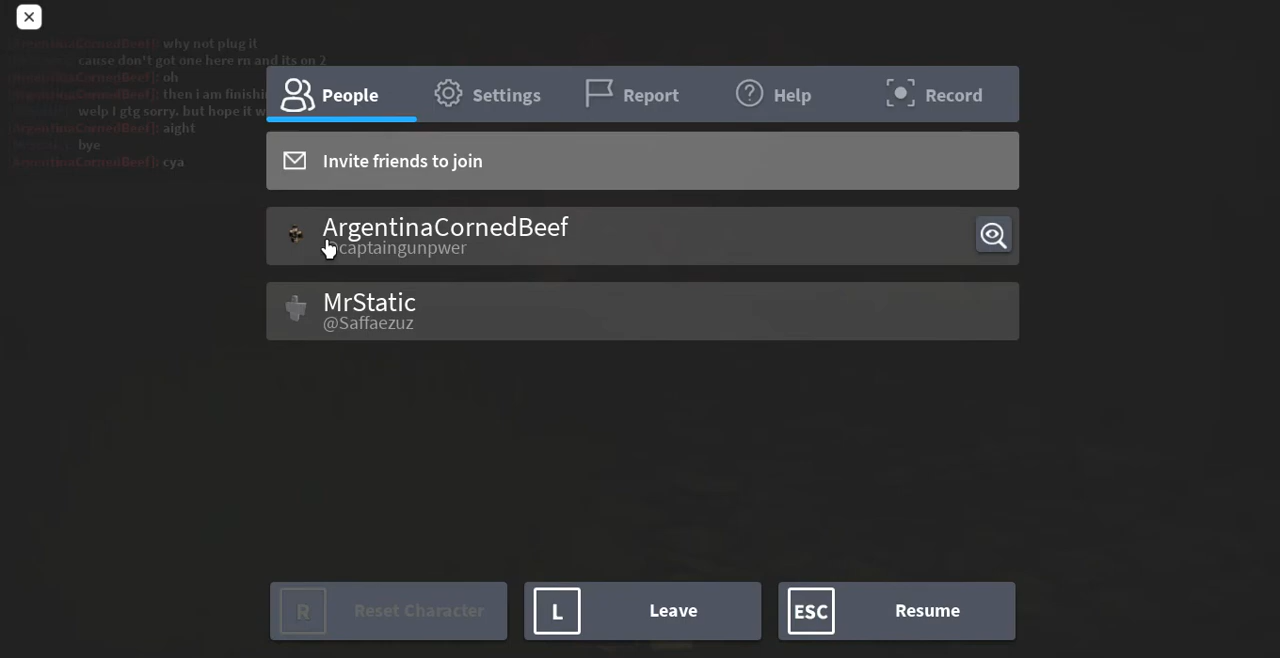 [ArgentinaCornedBeef]: why not plug it
cause don't got one here rn and its on 2
[ArgentinaCornedBeef]: oh
[ArgentinaCornedBeef]: then i am finishi
welp I gtg sorry. but hope it w
[ArgentinaCornedBeef]: aight
bye
[ArgentinaCornedBeef]: cya
People Settings Report Help Record
Invite friends to join
ArgentinaCornedBeef
@captaingunpwer
MrStatic
@Saffaezuz
R Reset Character L Leave ESC Resume